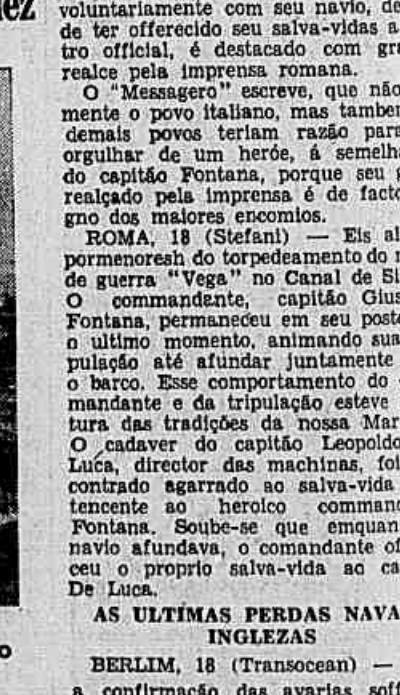 nez
voluntariamente com seu navio, de
de ter offerecido seu salva-vidas a
tro official, é destacado com gra
realce pela imprensa romana.
O "Messagero" escreve, que não
mente o povo italiano, mas tambem
demais povos teriam razão para
orgulhar de um heróe, á semelha
do capitão Fontana, porque seu g
realçado pela imprensa é de facto
gno dos maiores encomios.
ROMA, 18 (Stefani) — Eis al
pormenoresh do torpedeamento do n
de guerra "Vega" no Canal de Si
O commandante, capitão Gius
Fontana, permaneceu em seu posto
o ultimo momento, animando sua
pulação até afundar juntamente
o barco. Esse comportamento do
mandante e da tripulação esteve
tura das tradições da nossa Mar
O cadaver do capitão Leopoldo
Luca, director das machinas, foi
contrado agarrado ao salva-vida
tencente ao heroico comman
Fontana. Soube-se que emquan
navio afundava, o comandante of
ceu o proprio salva-vida ao ca
De Luca.
AS ULTIMAS PERDAS NAVA
INGLEZAS
BERLIM, 18 (Transocean) —
a confirmação das avarias soff
o